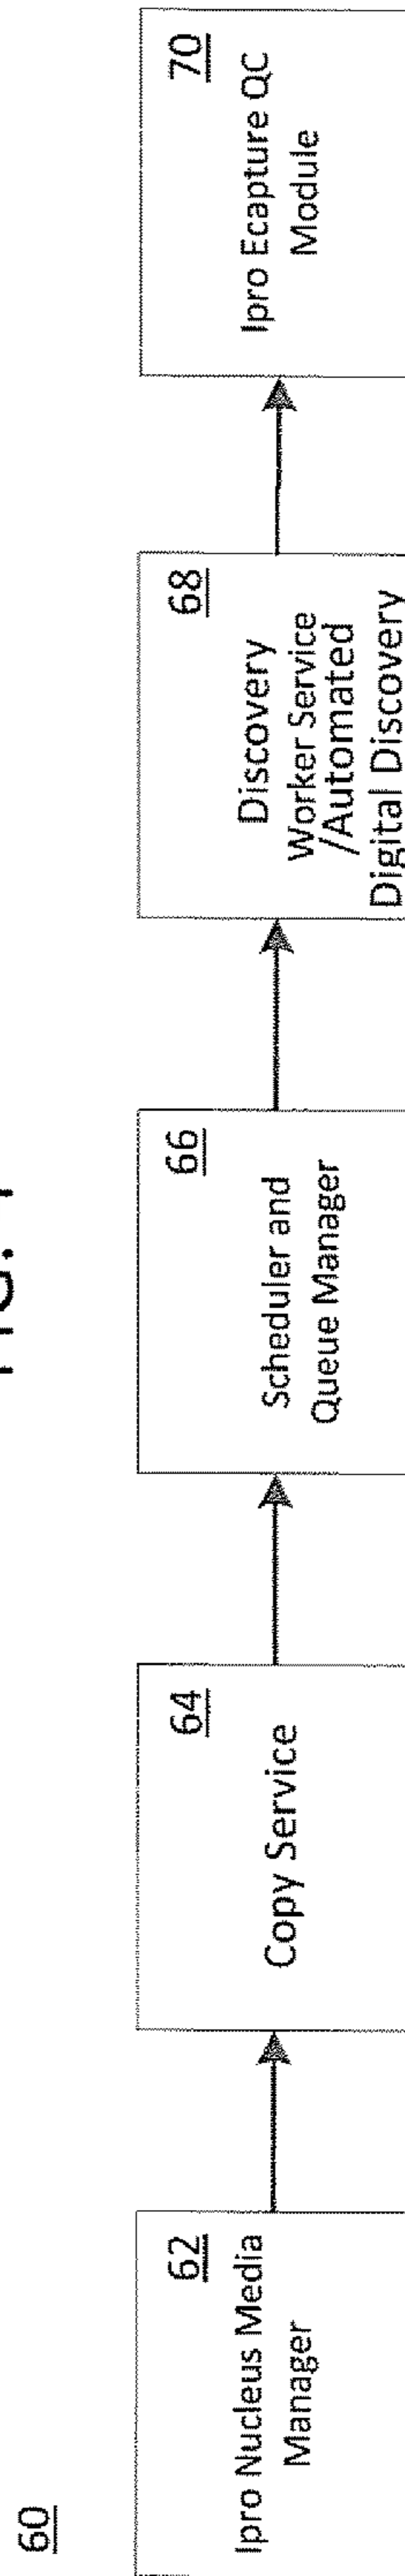 FIG.
60
62
Ipro Nucleus Media
Manager
64
Copy Service
66
Scheduler and
Queue Manager
68
Discovery
Worker Service
/Automated
Digital Discovery
70
Ipro Ecapture QC
Module